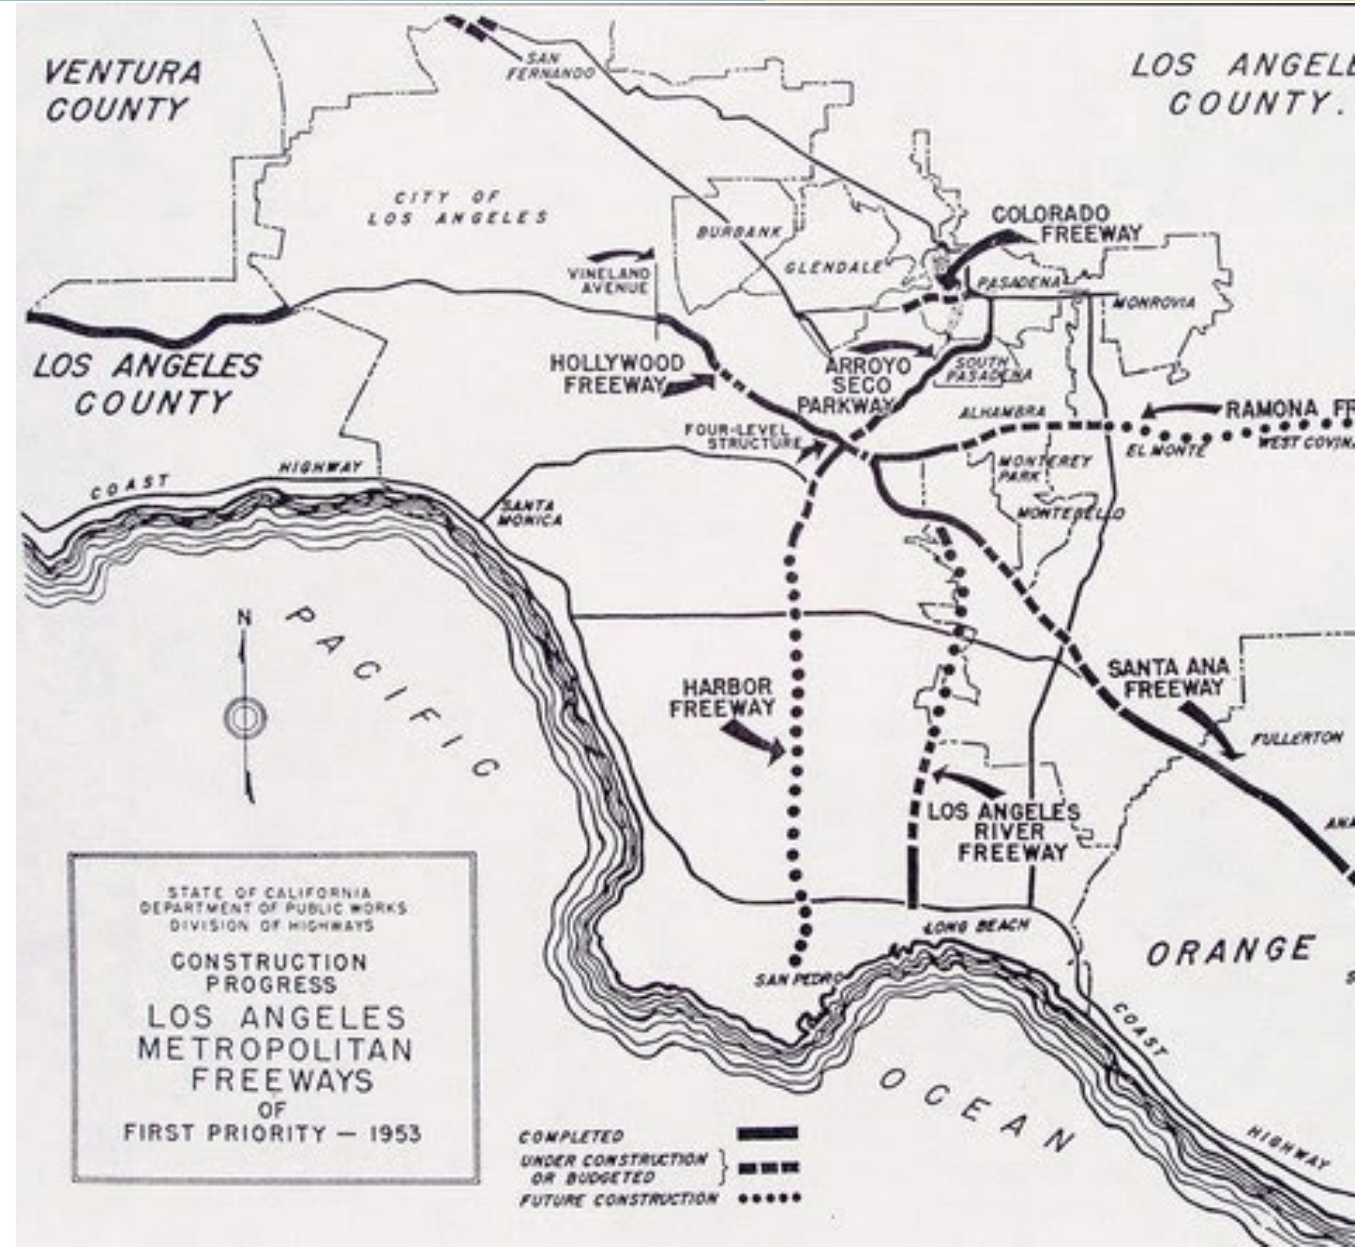 VENTURA
COUNTY
SAN
FERNANDO
LOS ANGELE
COUNTY.
CITY OF
LOS ANGELES
BURBANK
GLENDALE
COLORADO
FREEWAY
PASADENA
MONROVIA
VINELAND
AVENUE
LOS ANGELES
COUNTY
HOLLYWOOD
FREEWAY
ARROYO
SECO
PARKWAY
SOUTH
PASADENA
ALHAMBRA
RAMONA FR
EL MONTE
WEST COVINA
FOUR-LEVEL
STRUCTURE
MONTEREY
PARK
MONTEBELLO
COAST HIGHWAY
SANTA
MONICA
N
PACIFIC
HARBOR
FREEWAY
SANTA ANA
FREEWAY
FULLERTON
LOS ANGELES
RIVER
FREEWAY
ANA
LONG BEACH
SAN PEDRO
ORANGE
S
COAST
HIGHWAY
OCEAN
STATE OF CALIFORNIA
DEPARTMENT OF PUBLIC WORKS
DIVISION OF HIGHWAYS
CONSTRUCTION
PROGRESS
LOS ANGELES
METROPOLITAN
FREEWAYS
OF
FIRST PRIORITY — 1953
COMPLETED
UNDER CONSTRUCTION
OR BUDGETED
FUTURE CONSTRUCTION